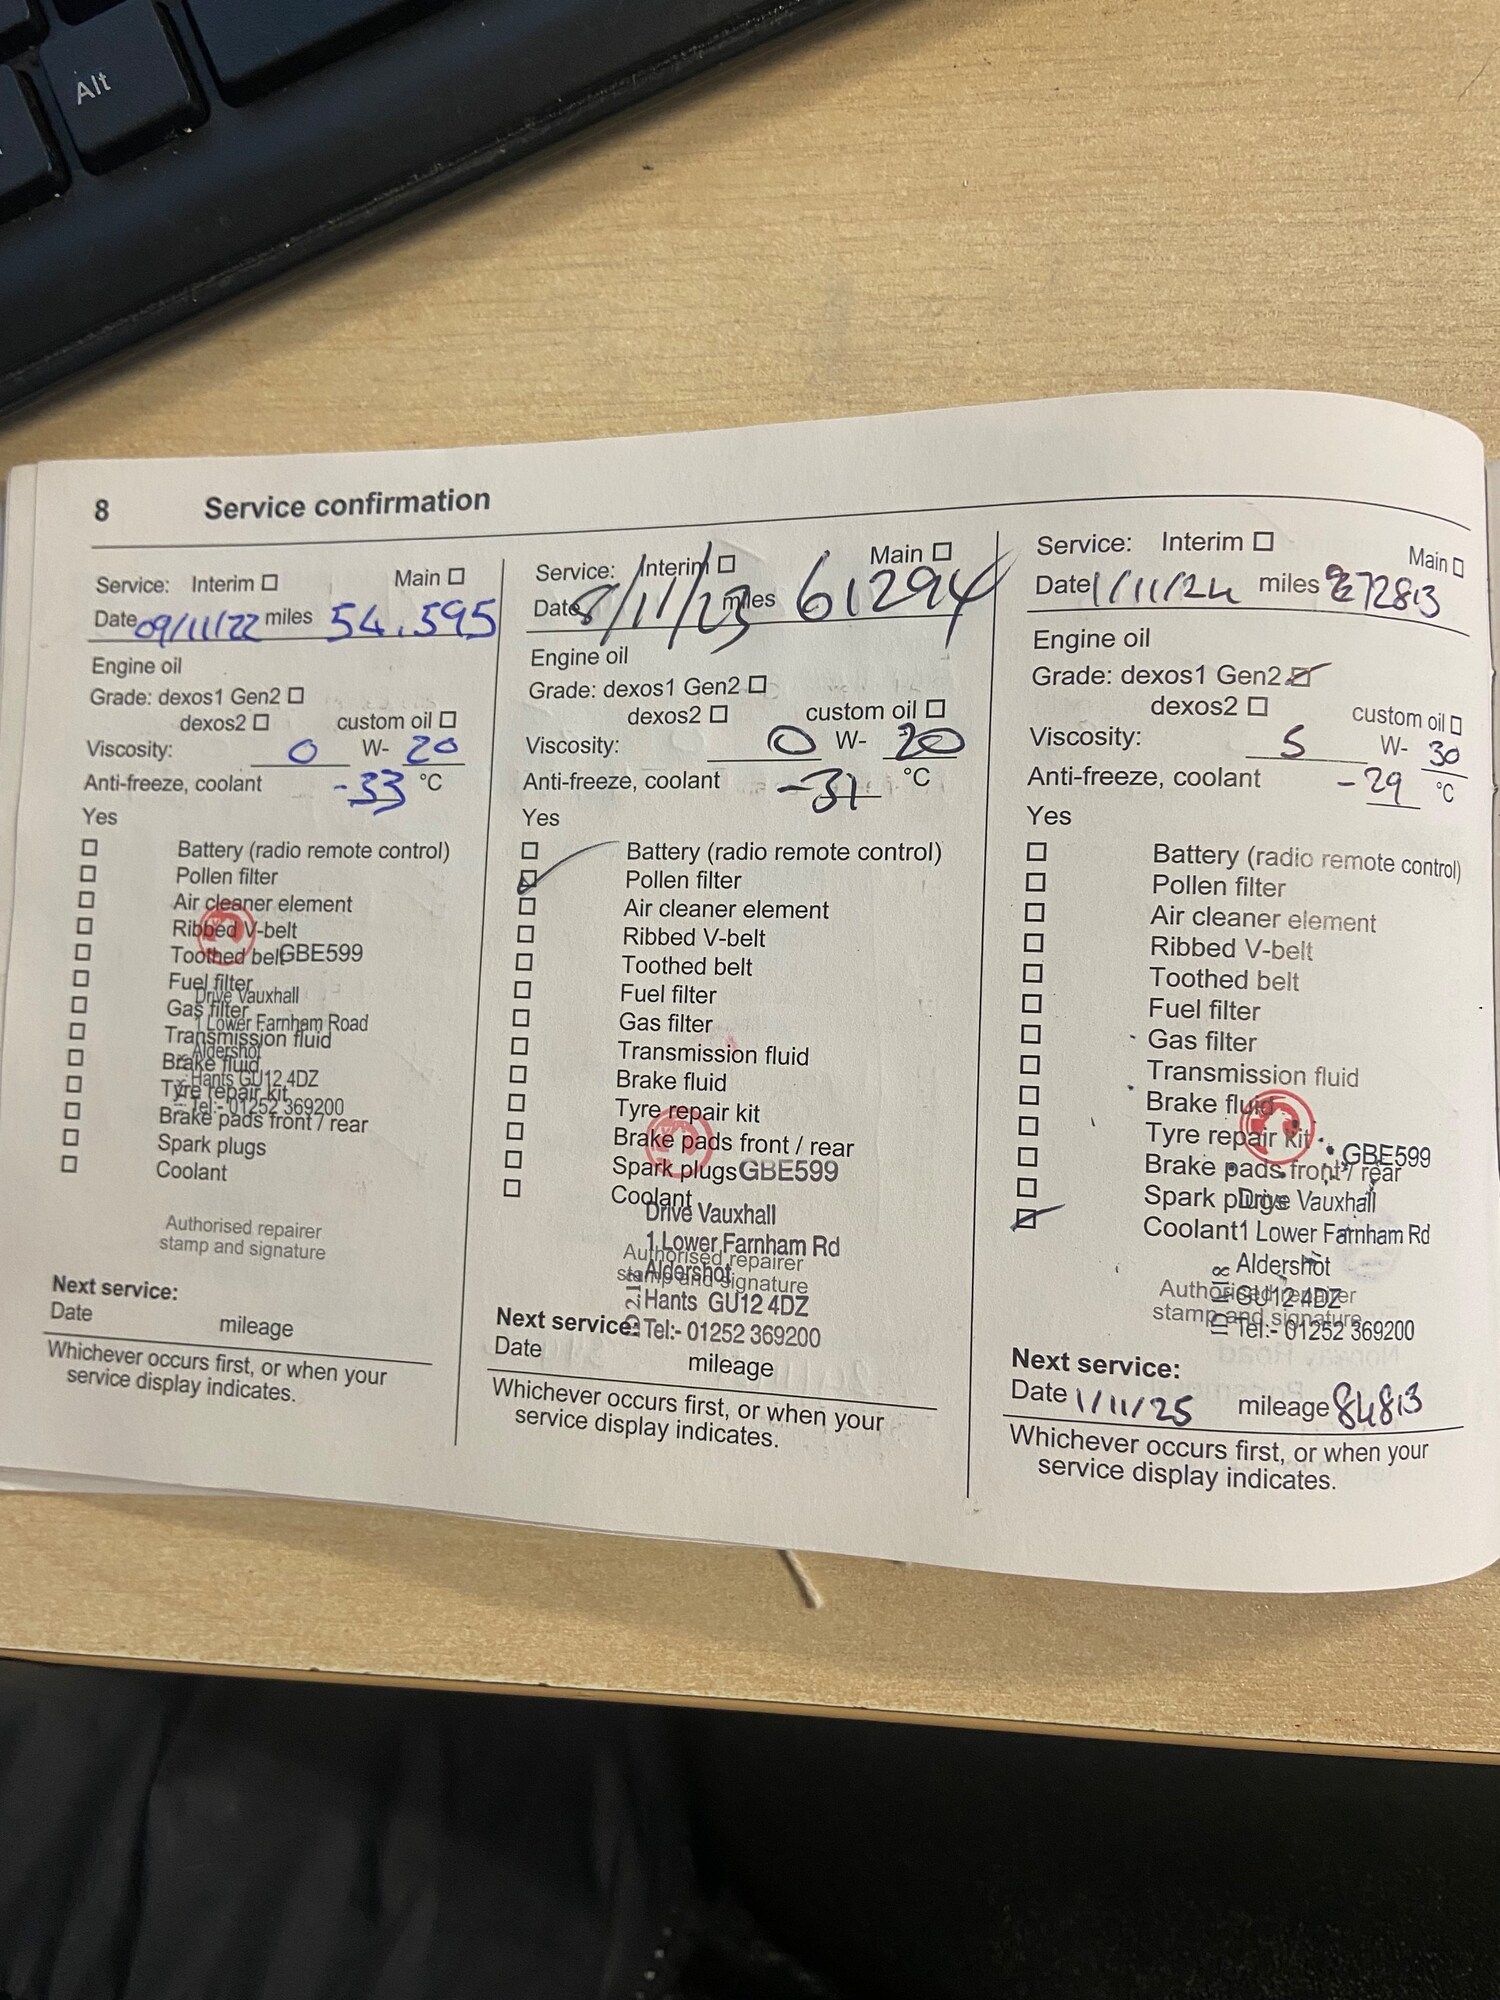 Alt
8 Service confirmation
Service: Interim ☐ Main ☐
Date 09/11/22 miles 54,595
Engine oil
Grade: dexos1 Gen2 ☐
dexos2 ☐ custom oil ☐
Viscosity: 0 W- 20
Anti-freeze, coolant -33 °C
Yes
☐ Battery (radio remote control)
☐ Pollen filter
☐ Air cleaner element
☐ Ribbed V-belt
☐ Toothed belt
GBE599
☐ Fuel filter
Drive Vauxhall
☐ Gas filter
1 Lower Farnham Road
☐ Transmission fluid
Aldershot
☐ Brake fluid
Hants GU12 4DZ
☐ Tyre repair kit
Tel:- 01252 369200
☐ Brake pads front / rear
☐ Spark plugs
☐ Coolant
Authorised repairer
stamp and signature
Next service:
Date mileage
Whichever occurs first, or when your
service display indicates.
Service: Interim ☐ Main ☐
Date 8/11/23 miles 61294
Engine oil
Grade: dexos1 Gen2 ☐
dexos2 ☐ custom oil ☐
Viscosity: 0 W- 20
Anti-freeze, coolant -31 °C
Yes
☐ Battery (radio remote control)
☑ Pollen filter
☐ Air cleaner element
☐ Ribbed V-belt
☐ Toothed belt
☐ Fuel filter
☐ Gas filter
☐ Transmission fluid
☐ Brake fluid
☐ Tyre repair kit
☐ Brake pads front / rear
☐ Spark plugs
GBE599
☐ Coolant
Drive Vauxhall
1 Lower Farnham Rd
Authorised repairer
Aldershot
stamp and signature
Hants GU12 4DZ
Next service:
Tel:- 01252 369200
Date mileage
Whichever occurs first, or when your
service display indicates.
Service: Interim ☐ Main ☐
Date 1/11/24 miles 72813
Engine oil
Grade: dexos1 Gen2 ☑
dexos2 ☐ custom oil ☐
Viscosity: 5 W- 30
Anti-freeze, coolant -29 °C
Yes
☐ Battery (radio remote control)
☐ Pollen filter
☐ Air cleaner element
☐ Ribbed V-belt
☐ Toothed belt
☐ Fuel filter
☐ Gas filter
☐ Transmission fluid
☐ Brake fluid
☐ Tyre repair kit
GBE599
☐ Brake pads front / rear
☐ Spark plugs
Drive Vauxhall
☑ Coolant
1 Lower Farnham Rd
Aldershot
Authorised repairer
GU12 4DZ
stamp and signature
Tel:- 01252 369200
Next service:
Date 1/11/25 mileage 84813
Whichever occurs first, or when your
service display indicates.